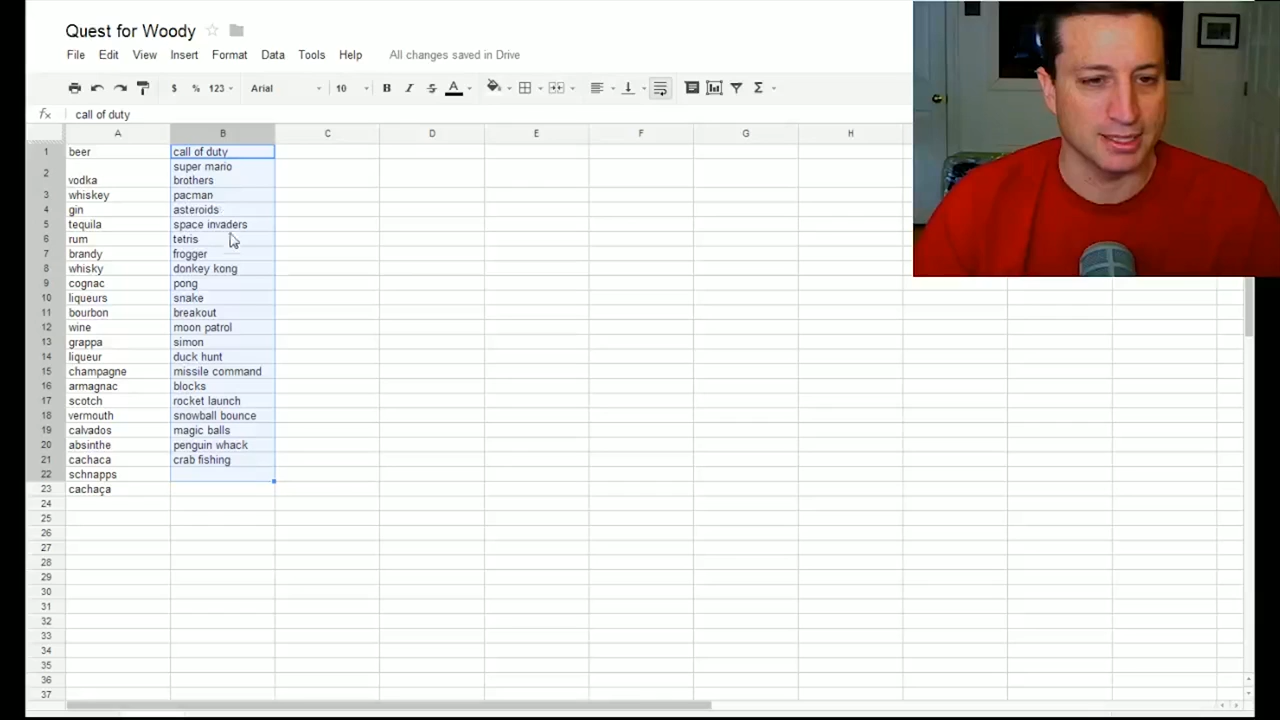 Quest for Woody
File Edit View Insert Format Data Tools Help All changes saved in Drive
$ % 123 Arial 10 B I S A Σ
fx call of duty
A B C D E F G H
1 beer call of duty
super mario
2 vodka brothers
3 whiskey pacman
4 gin asteroids
5 tequila space invaders
6 rum tetris
7 brandy frogger
8 whisky donkey kong
9 cognac pong
10 liqueurs snake
11 bourbon breakout
12 wine moon patrol
13 grappa simon
14 liqueur duck hunt
15 champagne missile command
16 armagnac blocks
17 scotch rocket launch
18 vermouth snowball bounce
19 calvados magic balls
20 absinthe penguin whack
21 cachaca crab fishing
22 schnapps
23 cachaça
24
25
26
27
28
29
30
31
32
33
34
35
36
37